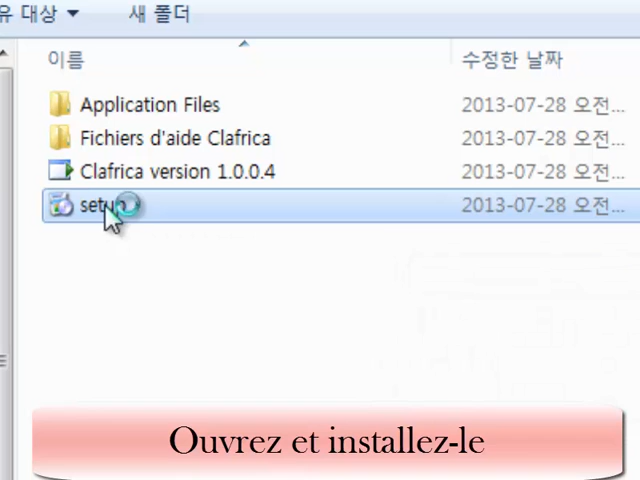 유 대상 새 폴더
이름 수정한 날짜
Application Files 2013-07-28 오전...
Fichiers d'aide Clafrica 2013-07-28 오전...
Clafrica version 1.0.0.4 2013-07-28 오전...
setup 2013-07-28 오전...
Ouvrez et installez-le